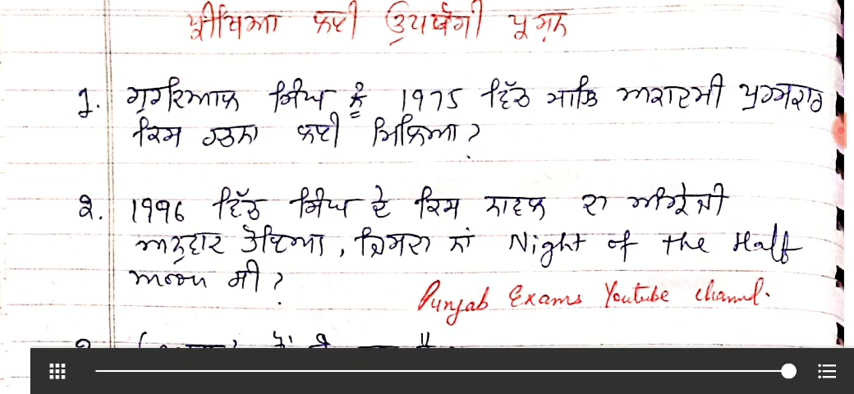 ਪ੍ਰੀਖਿਆ ਲਈ ਉਪਯੋਗੀ ਪ੍ਰਸ਼ਨ
1. ਗੁਰਦਿਆਲ ਸਿੰਘ ਨੂੰ 1975 ਵਿੱਚ ਸਾਹਿਤ ਅਕਾਦਮੀ ਪੁਰਸਕਾਰ
ਕਿਸ ਰਚਨਾ ਲਈ ਮਿਲਿਆ?
2. 1996 ਵਿੱਚ ਸਿੰਘ ਦੇ ਕਿਸ ਨਾਵਲ ਦਾ ਅੰਗਰੇਜ਼ੀ
ਅਨੁਵਾਦ ਹੋਇਆ, ਜਿਸਦਾ ਨਾਂ Night of the Half
moon ਸੀ?
Punjab Exams Youtube channel.